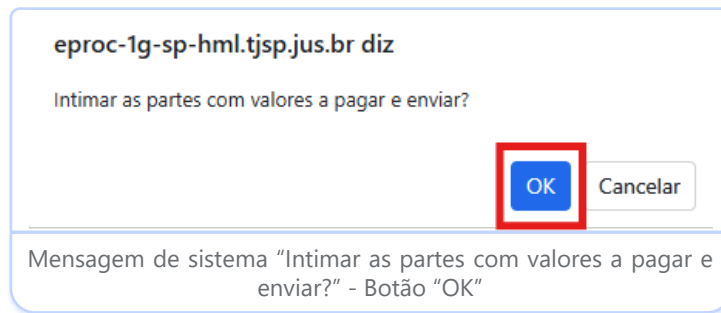 eproc-1g-sp-hml.tjsp.jus.br diz
Intimar as partes com valores a pagar e enviar?
OK Cancelar
Mensagem de sistema “Intimar as partes com valores a pagar e
enviar?” - Botão “OK”